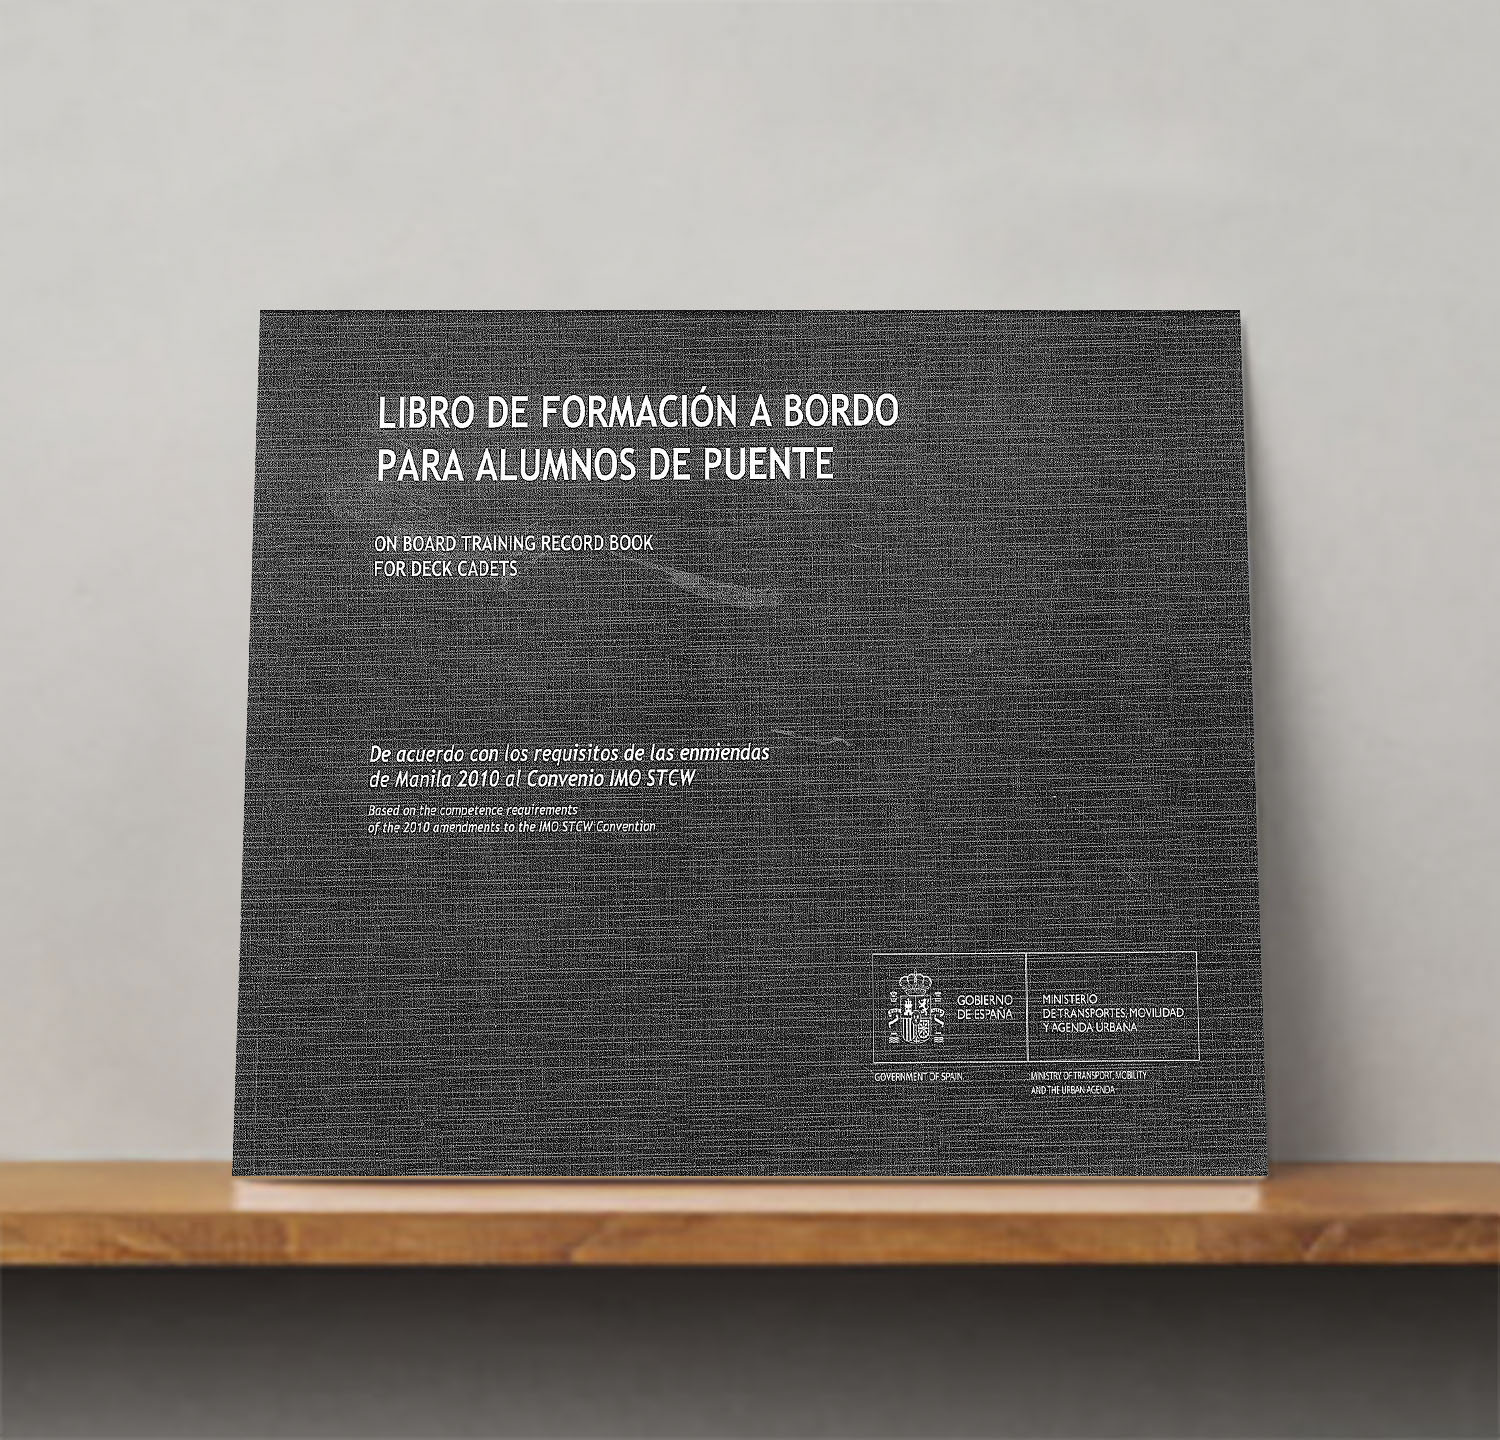 LIBRO DE FORMACIÓN A BORDO
PARA ALUMNOS DE PUENTE
ON BOARD TRAINING RECORD BOOK
FOR DECK CADETS
De acuerdo con los requisitos de las enmiendas
de Manila 2010 al Convenio IMO STCW
Based on the competence requirements
of the 2010 amendments to the IMO STCW Convention
GOBIERNO
DE ESPAÑA
MINISTERIO
DE TRANSPORTES, MOVILIDAD
Y AGENDA URBANA
GOVERNMENT OF SPAIN
MINISTRY OF TRANSPORT, MOBILITY
AND THE URBAN AGENDA